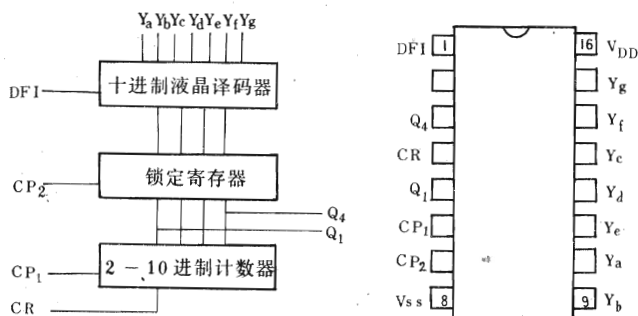 Ya Yb Yc Yd Ye Yf Yg
十进制液晶译码器
DFI
锁定寄存器
CP2
Q4
Q1
2－10进制计数器
CP1
CR
DFI 1 16 VDD
Yg
Q4 Yf
CR Yc
Q1 Yd
CP1 Ye
CP2 Ya
Vss 8 9 Yb